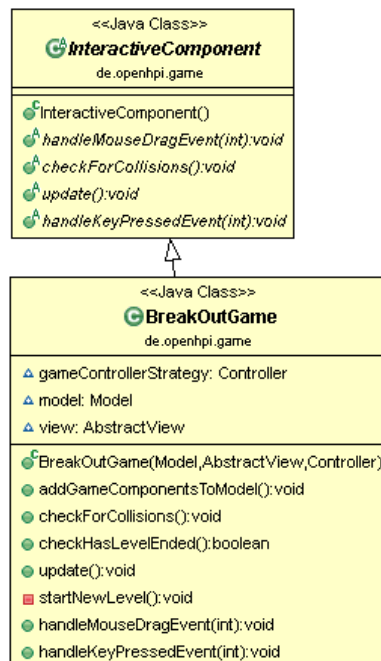 <<Java Class>>
InteractiveComponent
de.openhpi.game
InteractiveComponent()
handleMouseDragEvent(int):void
checkForCollisions():void
update():void
handleKeyPressedEvent(int):void
<<Java Class>>
BreakOutGame
de.openhpi.game
gameControllerStrategy: Controller
model: Model
view: AbstractView
BreakOutGame(Model,AbstractView,Controller)
addGameComponentsToModel():void
checkForCollisions():void
checkHasLevelEnded():boolean
update():void
startNewLevel():void
handleMouseDragEvent(int):void
handleKeyPressedEvent(int):void